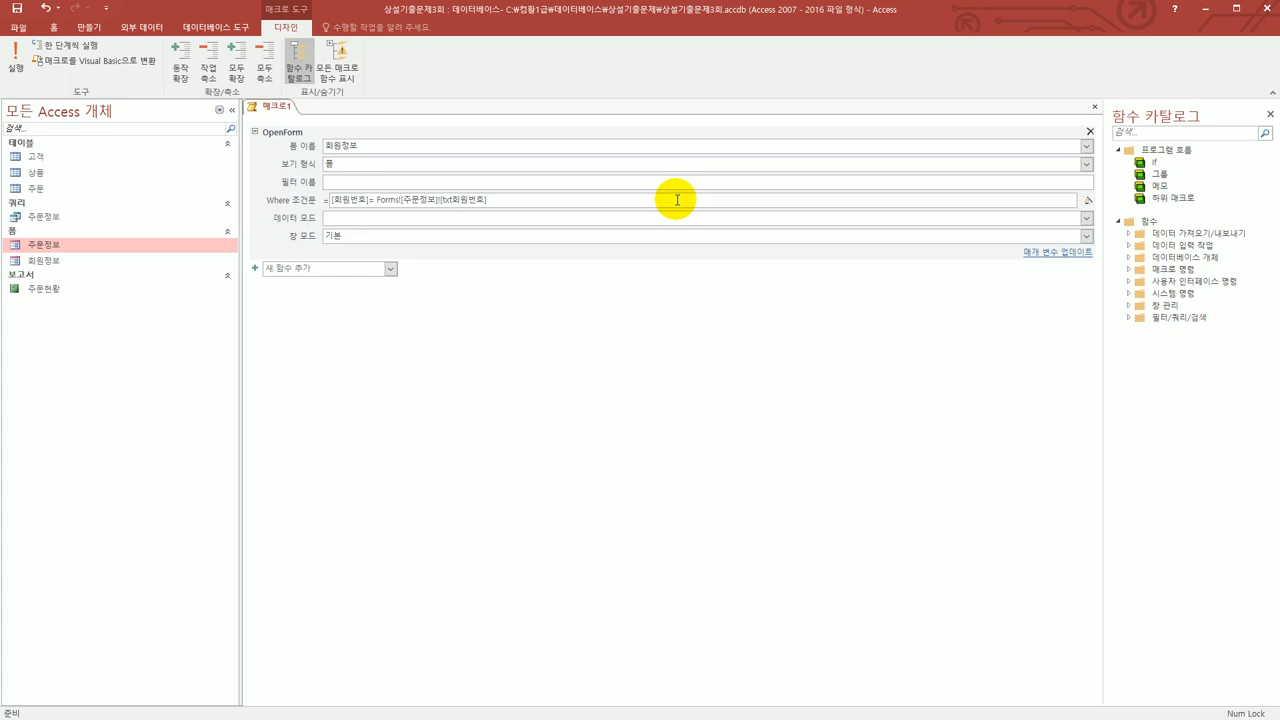 매크로 도구
상설기출문제3회 : 데이터베이스- C:₩컴활1급₩데이터베이스₩상설기출문제₩상설기출문제3회.accdb (Access 2007 - 2016 파일 형식) - Access
파일 홈 만들기 외부 데이터 데이터베이스 도구 디자인 수행할 작업을 알려 주세요.
실행
한 단계씩 실행
매크로를 Visual Basic으로 변환
도구
동작 확장
작업 축소
모두 확장
모두 축소
확장/축소
함수 카탈로그
모든 매크로 함수 표시
표시/숨기기
모든 Access 개체
검색...
테이블
고객
상품
주문
쿼리
주문정보
폼
주문정보
회원정보
보고서
주문현황
매크로1
OpenForm
폼 이름 회원정보
보기 형식 폼
필터 이름
Where 조건문 = [회원번호]= Forms![주문정보]![txt회원번호]
데이터 모드
창 모드 기본
매개 변수 업데이트
새 함수 추가
함수 카탈로그
검색...
프로그램 흐름
If
그룹
메모
하위 매크로
함수
데이터 가져오기/내보내기
데이터 입력 작업
데이터베이스 개체
매크로 명령
사용자 인터페이스 명령
시스템 명령
창 관리
필터/쿼리/검색
준비
Num Lock